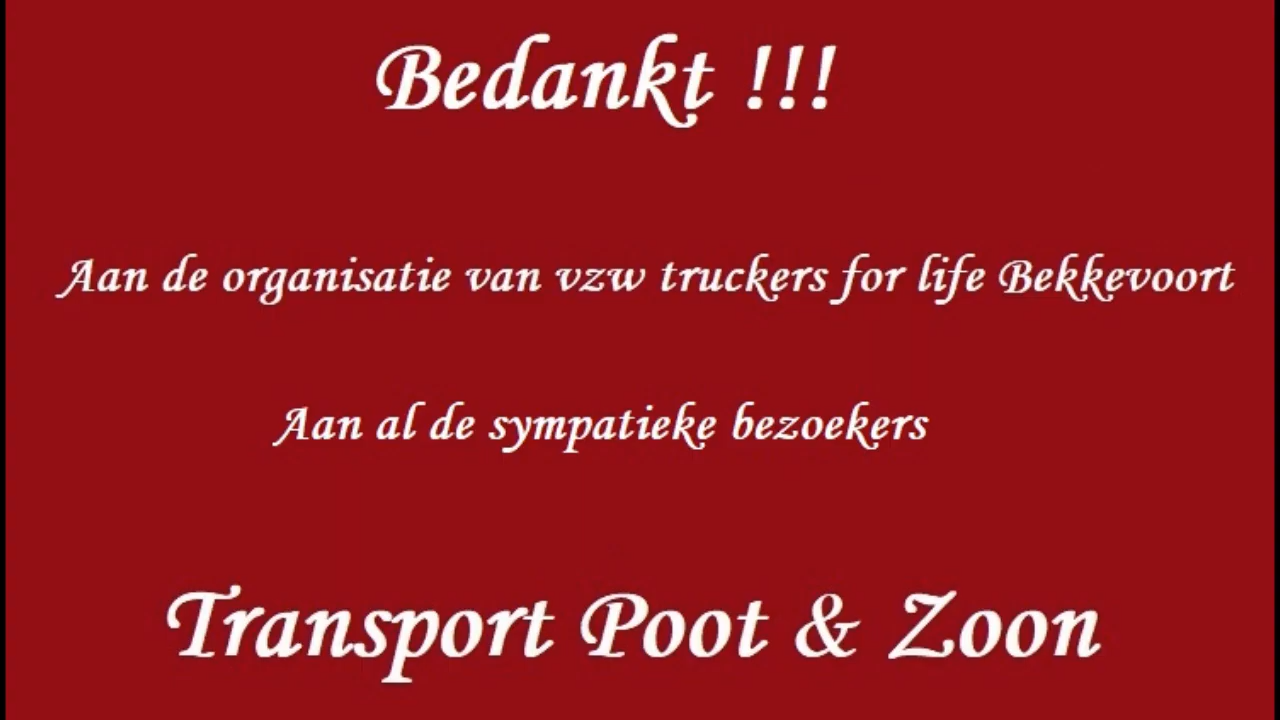 Bedankt !!!
Aan de organisatie van vzw truckers for life Bekkevoort
Aan al de sympatieke bezoekers
Transport Poot & Zoon